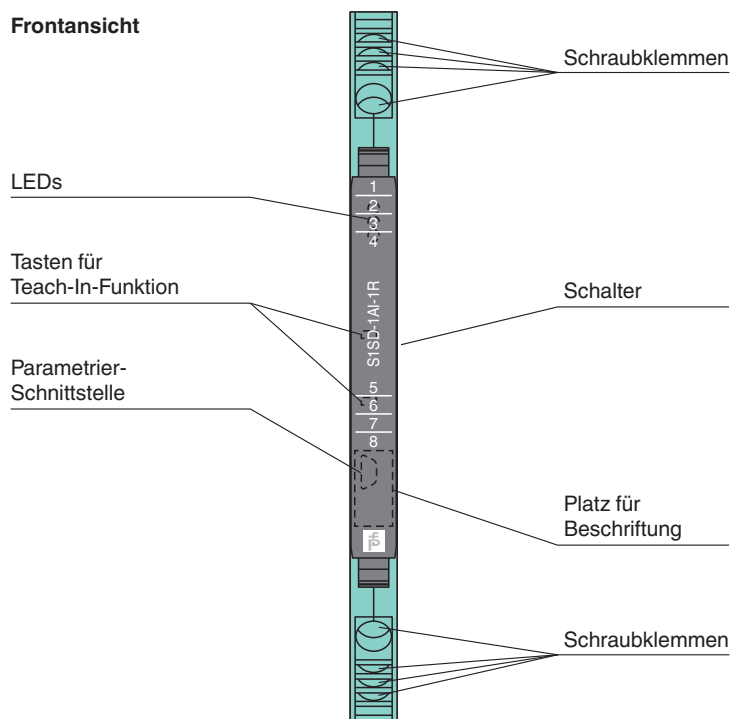 Frontansicht
Schraubklemmen
LEDs
Tasten für
Teach-In-Funktion
Parametrier-
Schnittstelle
1
2
3
4
S1SD-1AI-1R
5
6
7
8
Schalter
Platz für
Beschriftung
Schraubklemmen